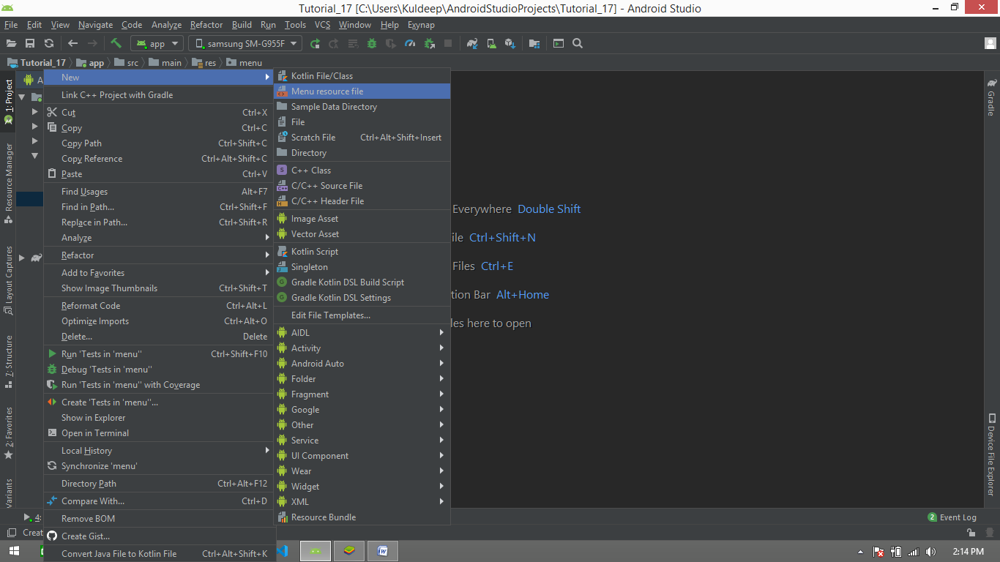 Tutorial_17 [C:\Users\Kuldeep\AndroidStudioProjects\Tutorial_17] - Android Studio
File Edit View Navigate Code Analyze Refactor Build Run Tools VCS Window Help Exynap
app samsung SM-G955F
Tutorial_17 app src main res menu
1: Project
Resource Manager
Layout Captures
7: Structure
2: Favorites
Variants
A
New
Link C++ Project with Gradle
Cut Ctrl+X
Copy Ctrl+C
Copy Path Ctrl+Shift+C
Copy Reference Ctrl+Alt+Shift+C
Paste Ctrl+V
Find Usages Alt+F7
Find in Path... Ctrl+Shift+F
Replace in Path... Ctrl+Shift+R
Analyze
Refactor
Add to Favorites
Show Image Thumbnails Ctrl+Shift+T
Reformat Code Ctrl+Alt+L
Optimize Imports Ctrl+Alt+O
Delete... Delete
Run 'Tests in 'menu'' Ctrl+Shift+F10
Debug 'Tests in 'menu''
Run 'Tests in 'menu'' with Coverage
Create 'Tests in 'menu''...
Show in Explorer
Open in Terminal
Local History
Synchronize 'menu'
Directory Path Ctrl+Alt+F12
Compare With... Ctrl+D
Remove BOM
Create Gist...
Convert Java File to Kotlin File Ctrl+Alt+Shift+K
Kotlin File/Class
Menu resource file
Sample Data Directory
File
Scratch File Ctrl+Alt+Shift+Insert
Directory
C++ Class
C/C++ Source File
C/C++ Header File
Image Asset
Vector Asset
Kotlin Script
Singleton
Gradle Kotlin DSL Build Script
Gradle Kotlin DSL Settings
Edit File Templates...
AIDL
Activity
Android Auto
Folder
Fragment
Google
Other
Service
UI Component
Wear
Widget
XML
Resource Bundle
Everywhere Double Shift
ile Ctrl+Shift+N
Files Ctrl+E
tion Bar Alt+Home
les here to open
Gradle
Device File Explorer
4:
2 Event Log
Creat
2:14 PM